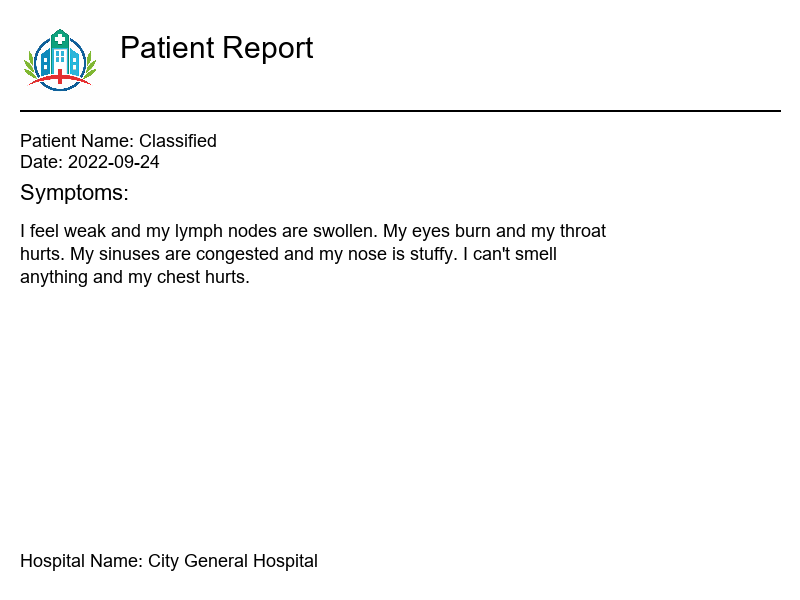 Patient Report
Patient Name: Classified
Date: 2022-09-24
Symptoms:
I feel weak and my lymph nodes are swollen. My eyes burn and my throat
hurts. My sinuses are congested and my nose is stuffy. I can't smell
anything and my chest hurts.
Hospital Name: City General Hospital